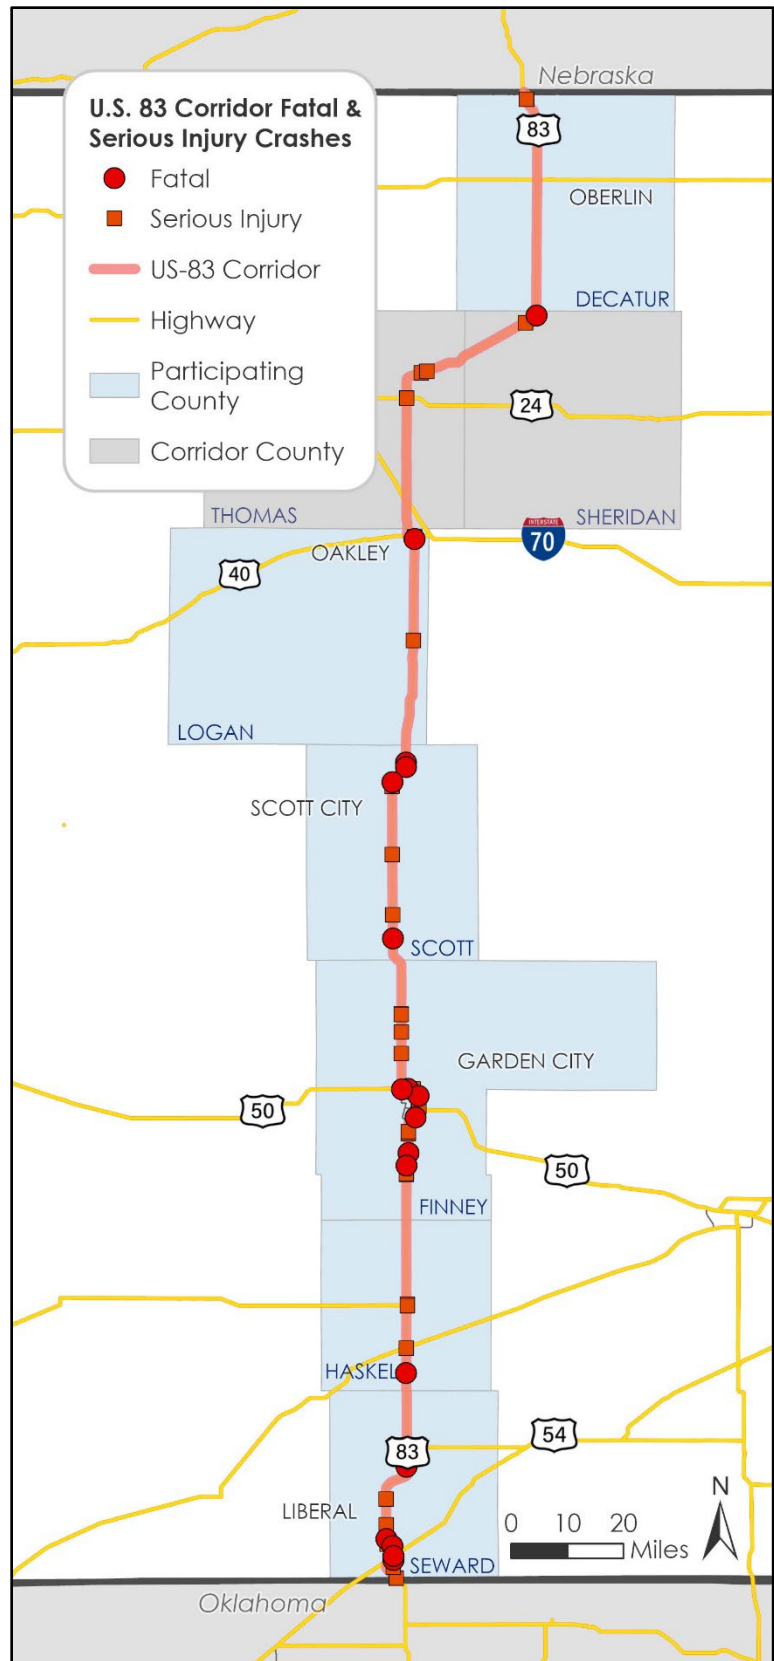 Nebraska
U.S. 83 Corridor Fatal &
Serious Injury Crashes
Fatal
Serious Injury
US-83 Corridor
Highway
Participating
County
Corridor County
83
OBERLIN
DECATUR
24
THOMAS
SHERIDAN
INTERSTATE
70
OAKLEY
40
LOGAN
SCOTT CITY
SCOTT
GARDEN CITY
50
50
FINNEY
HASKEL
54
83
LIBERAL
N
0 10 20
Miles
SEWARD
Oklahoma